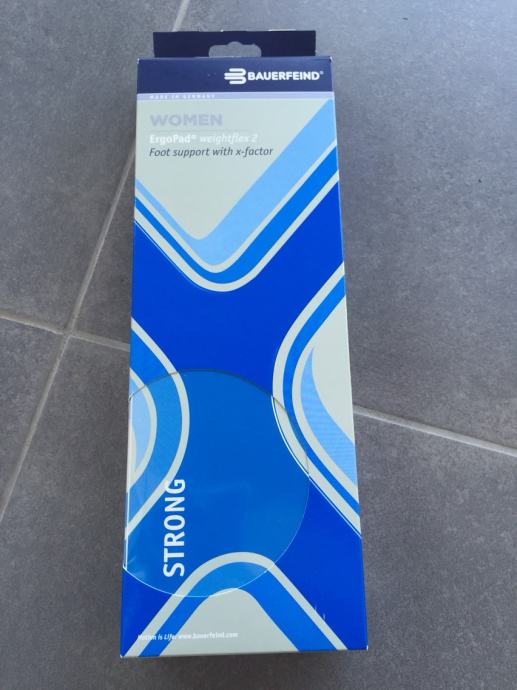 BAUERFEIND®
MADE IN GERMANY
WOMEN
ErgoPad® weightflex 2
Foot support with x-factor
STRONG
Motion is Life: www.bauerfeind.com